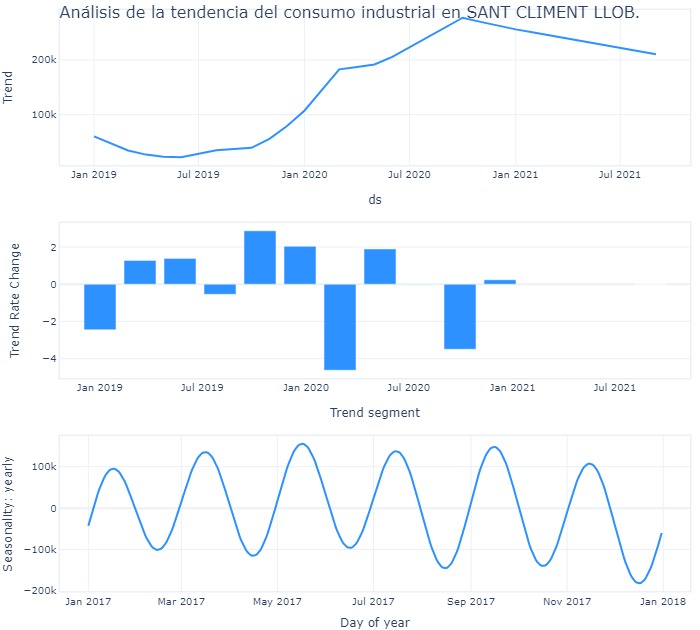 Análisis de la tendencia del consumo industrial en SANT CLIMENT LLOB.
200k
100k
Trend
Jan 2019 Jul 2019 Jan 2020 Jul 2020 Jan 2021 Jul 2021
ds
2
0
−2
−4
Trend Rate Change
Jan 2019 Jul 2019 Jan 2020 Jul 2020 Jan 2021 Jul 2021
Trend segment
100k
0
−100k
−200k
Seasonality: yearly
Jan 2017 Mar 2017 May 2017 Jul 2017 Sep 2017 Nov 2017 Jan 2018
Day of year